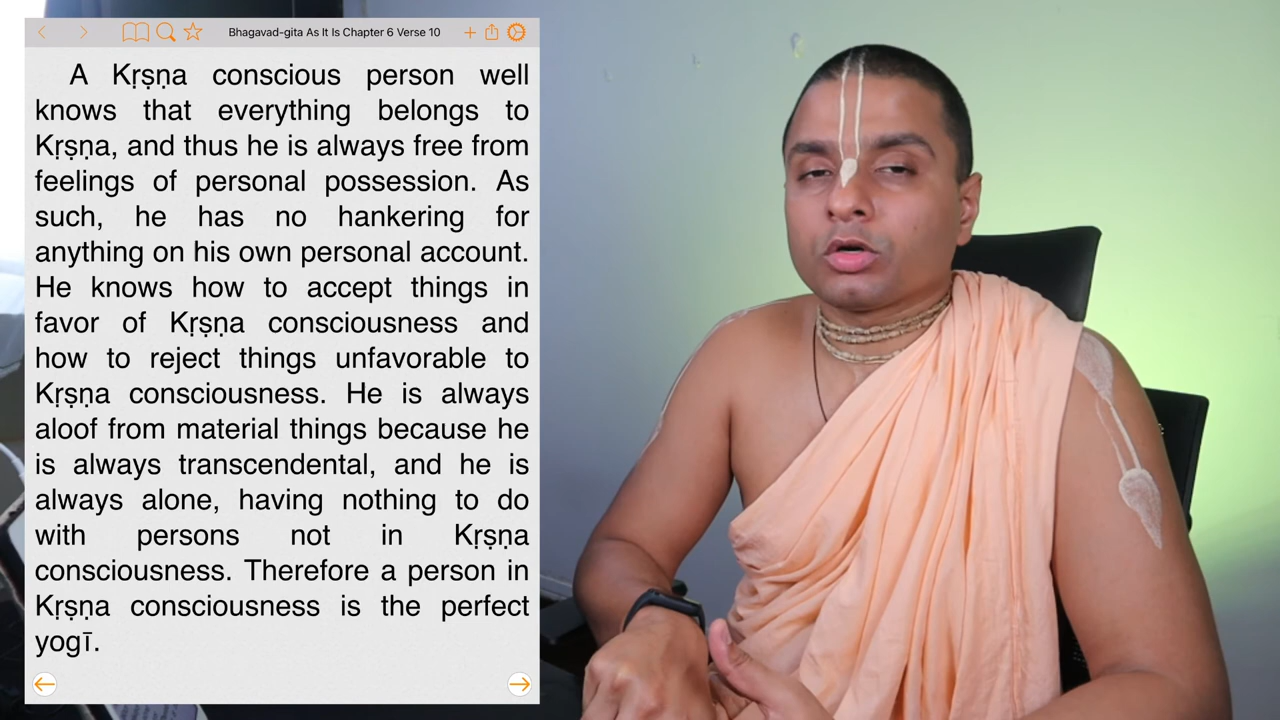 Bhagavad-gita As It Is Chapter 6 Verse 10
A Kṛṣṇa conscious person well
knows that everything belongs to
Kṛṣṇa, and thus he is always free from
feelings of personal possession. As
such, he has no hankering for
anything on his own personal account.
He knows how to accept things in
favor of Kṛṣṇa consciousness and
how to reject things unfavorable to
Kṛṣṇa consciousness. He is always
aloof from material things because he
is always transcendental, and he is
always alone, having nothing to do
with persons not in Kṛṣṇa
consciousness. Therefore a person in
Kṛṣṇa consciousness is the perfect
yogī.